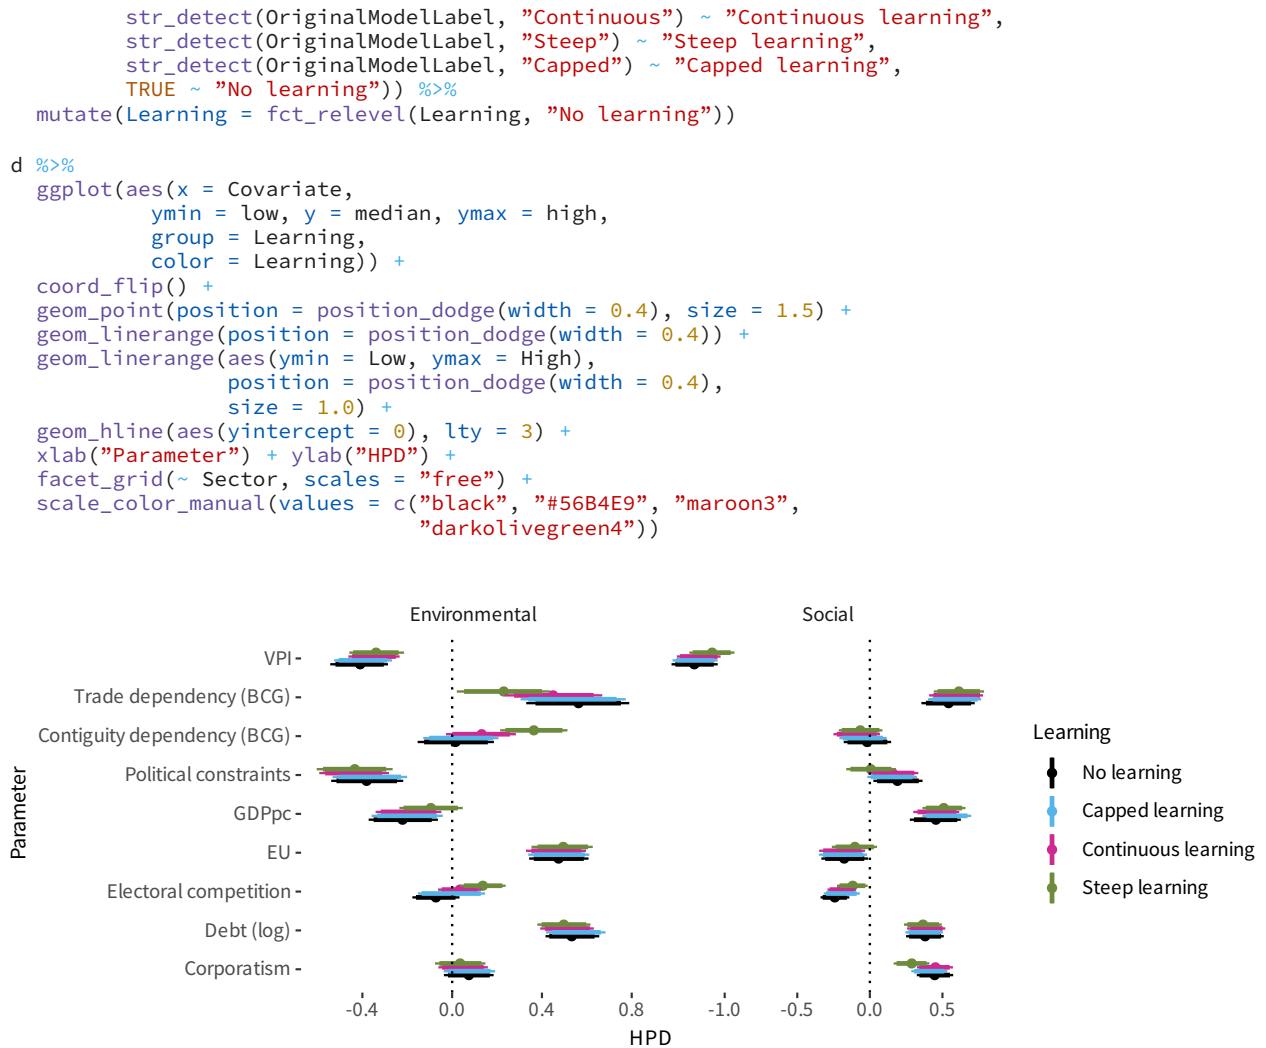 str_detect(OriginalModelLabel, ”Continuous”) ~ ”Continuous learning”,
str_detect(OriginalModelLabel, ”Steep”) ~ ”Steep learning”,
str_detect(OriginalModelLabel, ”Capped”) ~ ”Capped learning”,
TRUE ~ ”No learning”)) %>%
mutate(Learning = fct_relevel(Learning, ”No learning”))
d %>%
ggplot(aes(x = Covariate,
ymin = low, y = median, ymax = high,
group = Learning,
color = Learning)) +
coord_flip() +
geom_point(position = position_dodge(width = 0.4), size = 1.5) +
geom_linerange(position = position_dodge(width = 0.4)) +
geom_linerange(aes(ymin = Low, ymax = High),
position = position_dodge(width = 0.4),
size = 1.0) +
geom_hline(aes(yintercept = 0), lty = 3) +
xlab(”Parameter”) + ylab(”HPD”) +
facet_grid(~ Sector, scales = ”free”) +
scale_color_manual(values = c(”black”, ”#56B4E9”, ”maroon3”,
”darkolivegreen4”))
Environmental Social
VPI
Trade dependency (BCG)
Contiguity dependency (BCG)
Political constraints
GDPpc
EU
Electoral competition
Debt (log)
Corporatism
Parameter
-0.4 0.0 0.4 0.8 -1.0 -0.5 0.0 0.5
HPD
Learning
No learning
Capped learning
Continuous learning
Steep learning